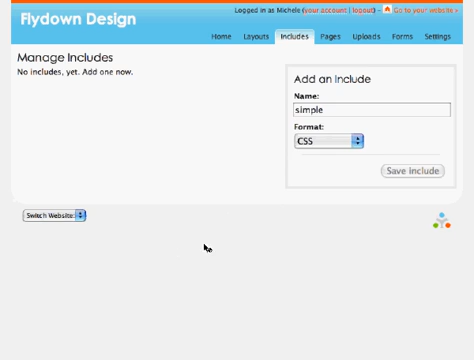 Logged in as Michele (your account | logout) - Go to your website »
Flydown Design
Home Layouts Includes Pages Uploads Forms Settings
Manage Includes
No includes, yet. Add one now.
Add an Include
Name:
simple
Format:
CSS
Save include
Switch Website: